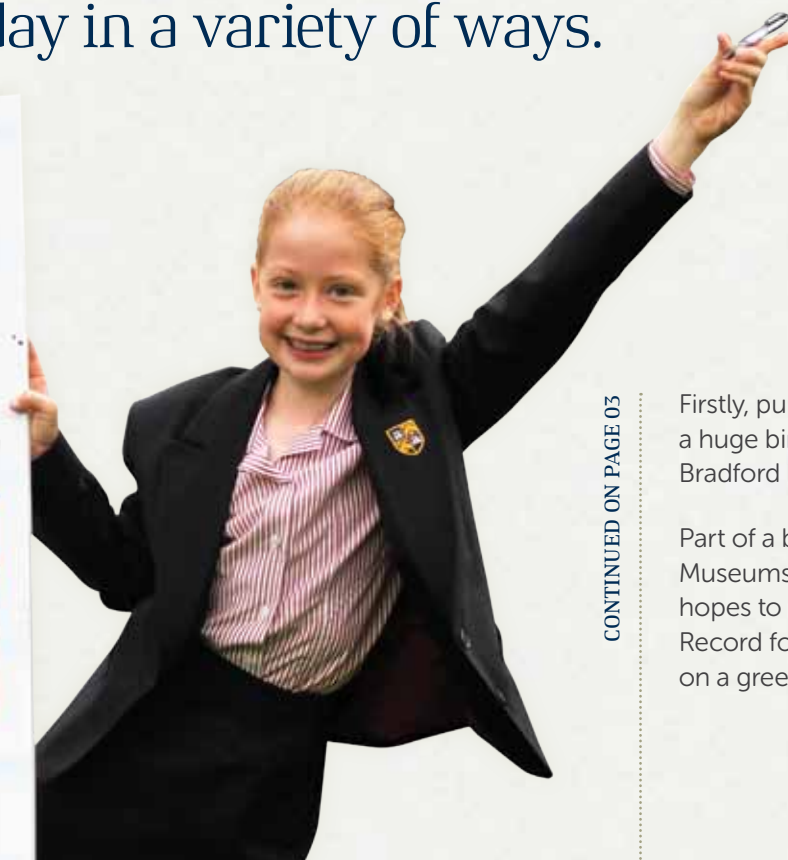 day in a variety of ways.
CONTINUED ON PAGE 03
Firstly, pu
a huge bi
Bradford
Part of a b
Museums
hopes to
Record fo
on a gree